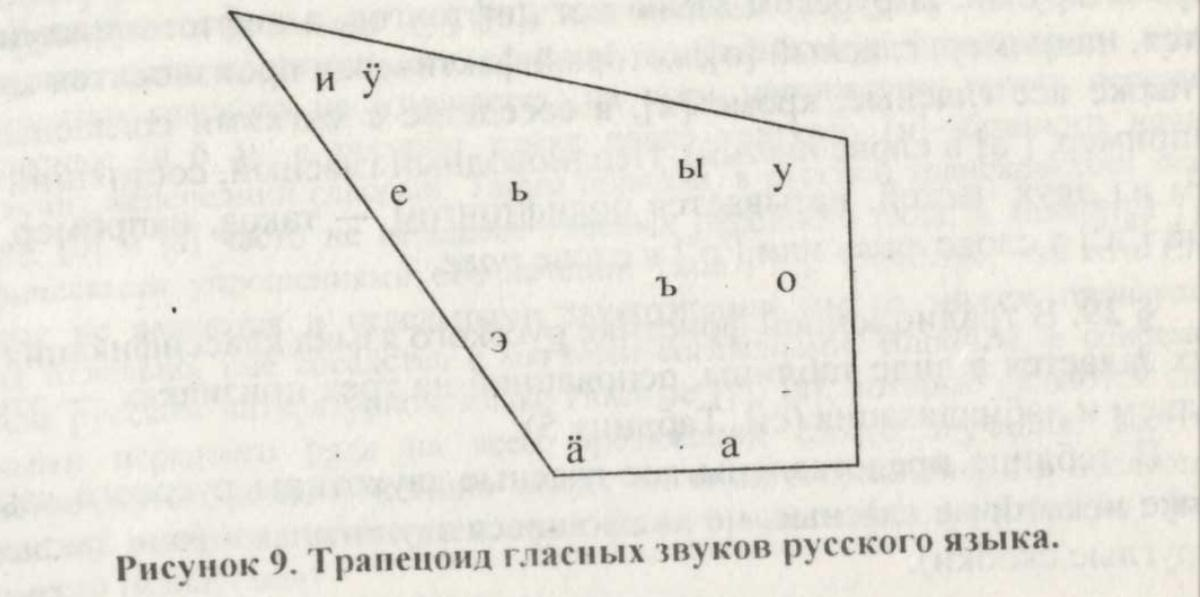 и ӱ
ы у
е ь
ъ о
э
ӓ а
Рисунок 9. Трапецоид гласных звуков русского языка.